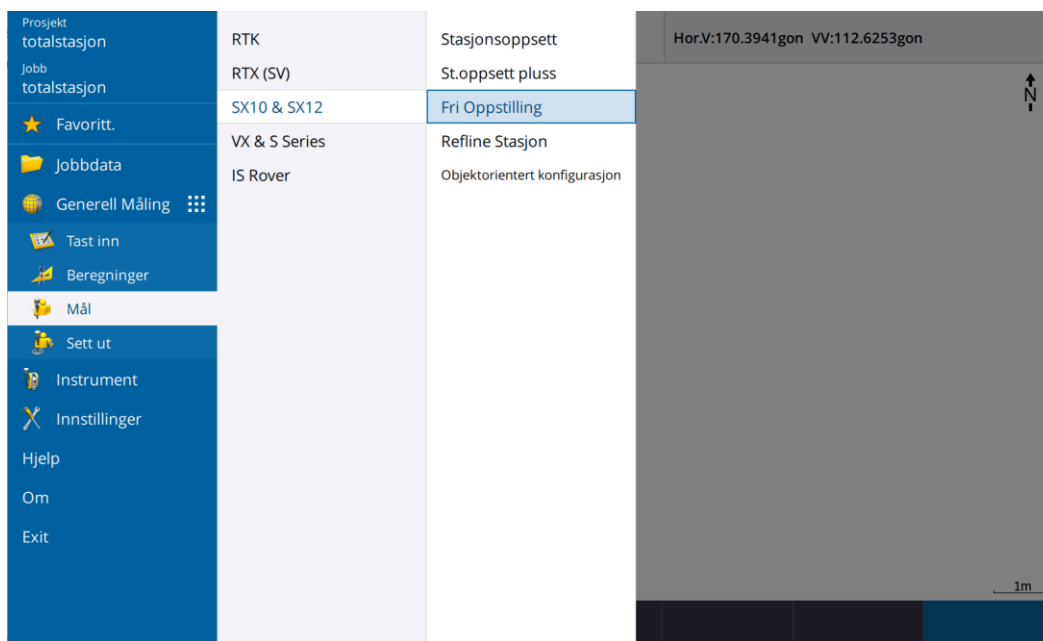 Prosjekt
totalstasjon
Jobb
totalstasjon
Favoritt.
Jobbdata
Generell Måling
Tast inn
Beregninger
Mål
Sett ut
Instrument
Innstillinger
Hjelp
Om
Exit
RTK
RTX (SV)
SX10 & SX12
VX & S Series
IS Rover
Stasjonsoppsett
St.oppsett pluss
Fri Oppstilling
Refline Stasjon
Objektorientert konfigurasjon
Hor.V:170.3941gon VV:112.6253gon
N
1m